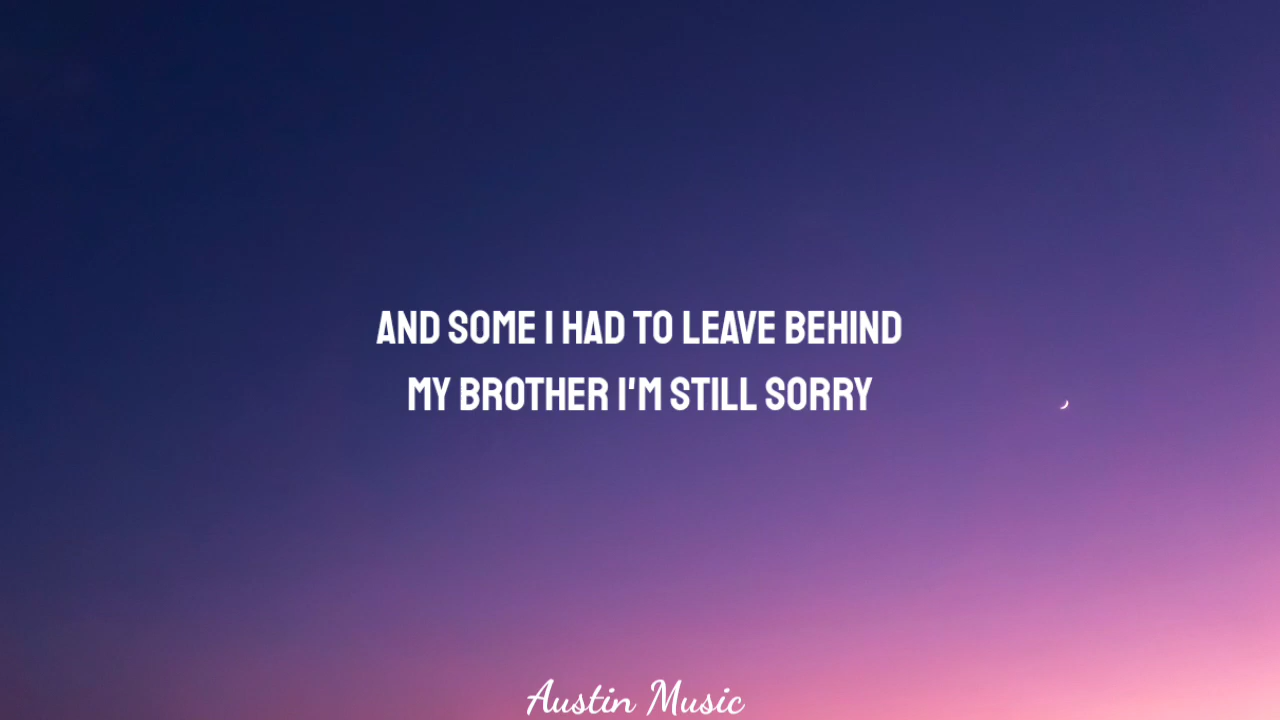 AND SOME I HAD TO LEAVE BEHIND
MY BROTHER I'M STILL SORRY
Austin Music